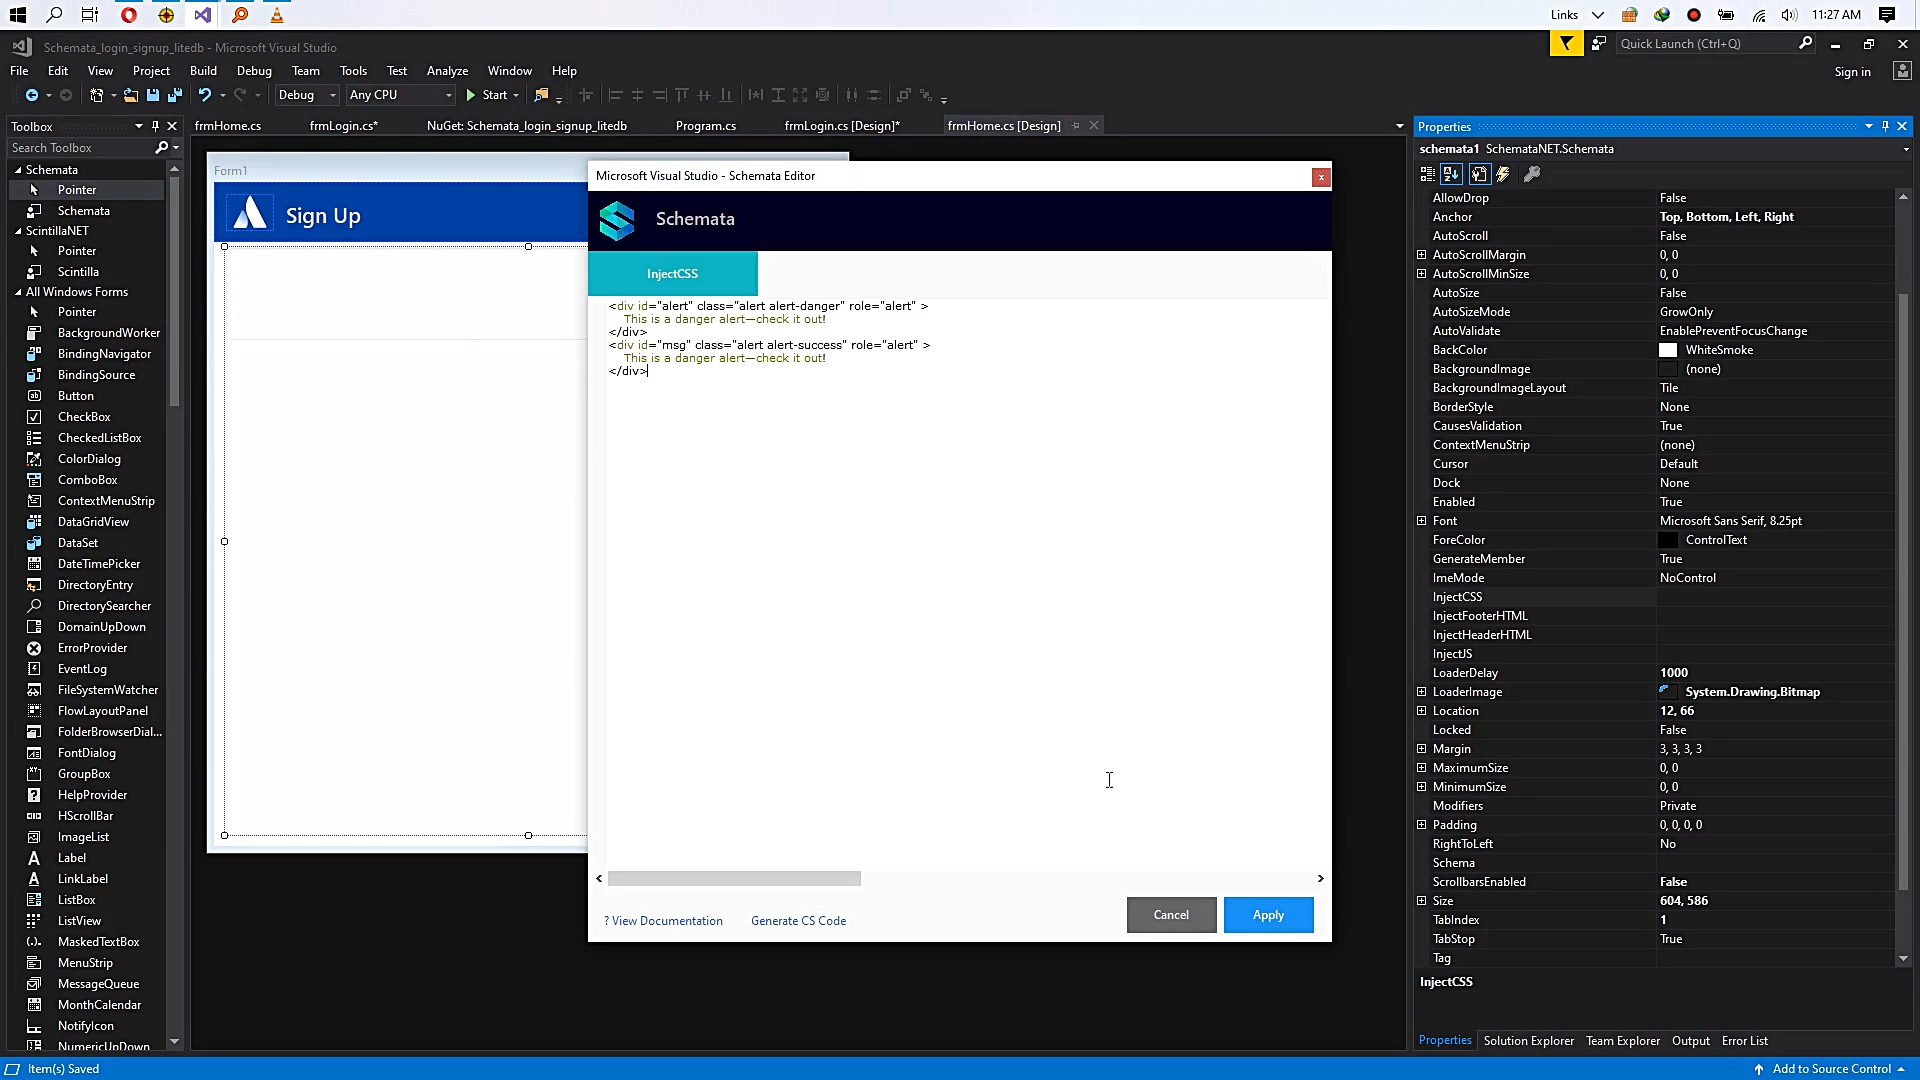 Links
11:27 AM
Schemata_login_signup_litedb - Microsoft Visual Studio
Quick Launch (Ctrl+Q)
File Edit View Project Build Debug Team Tools Test Analyze Window Help
Sign in
Debug Any CPU Start
Toolbox
frmHome.cs frmLogin.cs* NuGet: Schemata_login_signup_litedb Program.cs frmLogin.cs [Design]* frmHome.cs [Design]
Search Toolbox
Schemata
Pointer
Schemata
ScintillaNET
Pointer
Scintilla
All Windows Forms
Pointer
BackgroundWorker
BindingNavigator
BindingSource
Button
CheckBox
CheckedListBox
ColorDialog
ComboBox
ContextMenuStrip
DataGridView
DataSet
DateTimePicker
DirectoryEntry
DirectorySearcher
DomainUpDown
ErrorProvider
EventLog
FileSystemWatcher
FlowLayoutPanel
FolderBrowserDial...
FontDialog
GroupBox
HelpProvider
HScrollBar
ImageList
Label
LinkLabel
ListBox
ListView
MaskedTextBox
MenuStrip
MessageQueue
MonthCalendar
NotifyIcon
NumericUpDown
Form1
Sign Up
Microsoft Visual Studio - Schemata Editor
Schemata
InjectCSS
<div id="alert" class="alert alert-danger" role="alert" >
This is a danger alert—check it out!
</div>
<div id="msg" class="alert alert-success" role="alert" >
This is a danger alert—check it out!
</div>
? View Documentation Generate CS Code
Cancel Apply
Properties
schemata1 SchemataNET.Schemata
AllowDrop False
Anchor Top, Bottom, Left, Right
AutoScroll False
AutoScrollMargin 0, 0
AutoScrollMinSize 0, 0
AutoSize False
AutoSizeMode GrowOnly
AutoValidate EnablePreventFocusChange
BackColor WhiteSmoke
BackgroundImage (none)
BackgroundImageLayout Tile
BorderStyle None
CausesValidation True
ContextMenuStrip (none)
Cursor Default
Dock None
Enabled True
Font Microsoft Sans Serif, 8.25pt
ForeColor ControlText
GenerateMember True
ImeMode NoControl
InjectCSS
InjectFooterHTML
InjectHeaderHTML
InjectJS
LoaderDelay 1000
LoaderImage System.Drawing.Bitmap
Location 12, 66
Locked False
Margin 3, 3, 3, 3
MaximumSize 0, 0
MinimumSize 0, 0
Modifiers Private
Padding 0, 0, 0, 0
RightToLeft No
Schema
ScrollbarsEnabled False
Size 604, 586
TabIndex 1
TabStop True
Tag
InjectCSS
Properties Solution Explorer Team Explorer Output Error List
Item(s) Saved
Add to Source Control